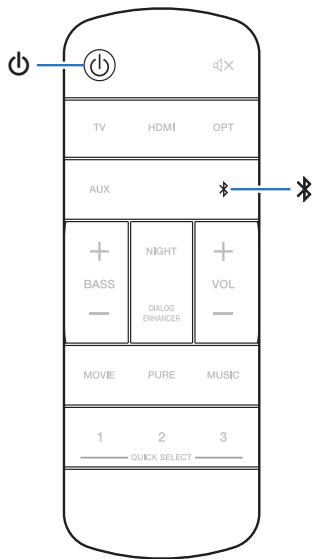 TV HDMI OPT
AUX
+ NIGHT +
BASS VOL
— DIALOG —
ENHANCER
MOVIE PURE MUSIC
1 2 3
QUICK SELECT